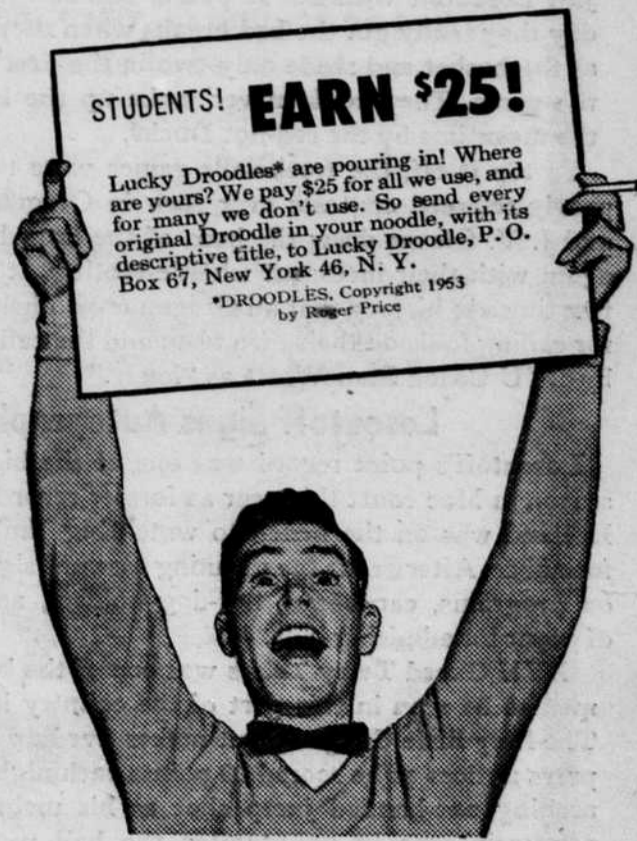 STUDENTS! EARN $25!
Lucky Droodles* are pouring in! Where
are yours? We pay $25 for all we use, and
for many we don't use. So send every
original Droodle in your noodle, with its
descriptive title, to Lucky Droodle, P. O.
Box 67, New York 46, N. Y.
*DROODLES, Copyright 1953
by Roger Price